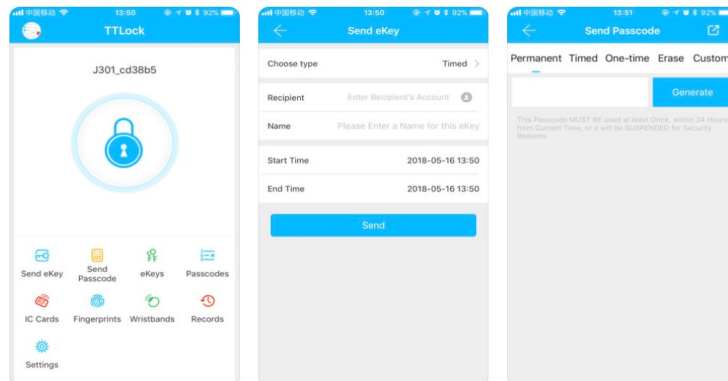 中国移动 13:50 92%
TTLock
J301_cd38b5
Send eKey
Send Passcode
eKeys
Passcodes
IC Cards
Fingerprints
Wristbands
Records
Settings
中国移动 13:50 92%
Send eKey
Choose type Timed
Recipient Enter Recipient's Account
Name Please Enter a Name for this eKey
Start Time 2018-05-16 13:50
End Time 2018-05-16 13:50
Send
中国移动 13:51 92%
Send Passcode
Permanent Timed One-time Erase Custom
Generate
This Passcode MUST BE used at least Once, within 24 Hours
from Current Time, or it will be SUSPENDED for Security
Reasons.